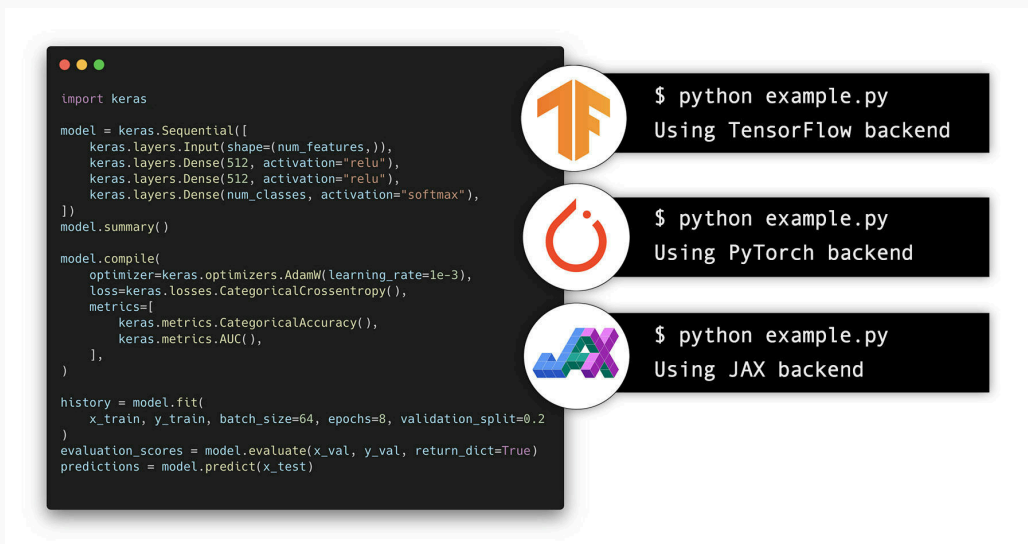 import keras
model = keras.Sequential([
    keras.layers.Input(shape=(num_features,)),
    keras.layers.Dense(512, activation="relu"),
    keras.layers.Dense(512, activation="relu"),
    keras.layers.Dense(num_classes, activation="softmax"),
])
model.summary()
model.compile(
    optimizer=keras.optimizers.AdamW(learning_rate=1e-3),
    loss=keras.losses.CategoricalCrossentropy(),
    metrics=[
        keras.metrics.CategoricalAccuracy(),
        keras.metrics.AUC(),
    ],
)
history = model.fit(
    x_train, y_train, batch_size=64, epochs=8, validation_split=0.2
)
evaluation_scores = model.evaluate(x_val, y_val, return_dict=True)
predictions = model.predict(x_test)
TF
$ python example.py
Using TensorFlow backend
$ python example.py
Using PyTorch backend
JAX
$ python example.py
Using JAX backend